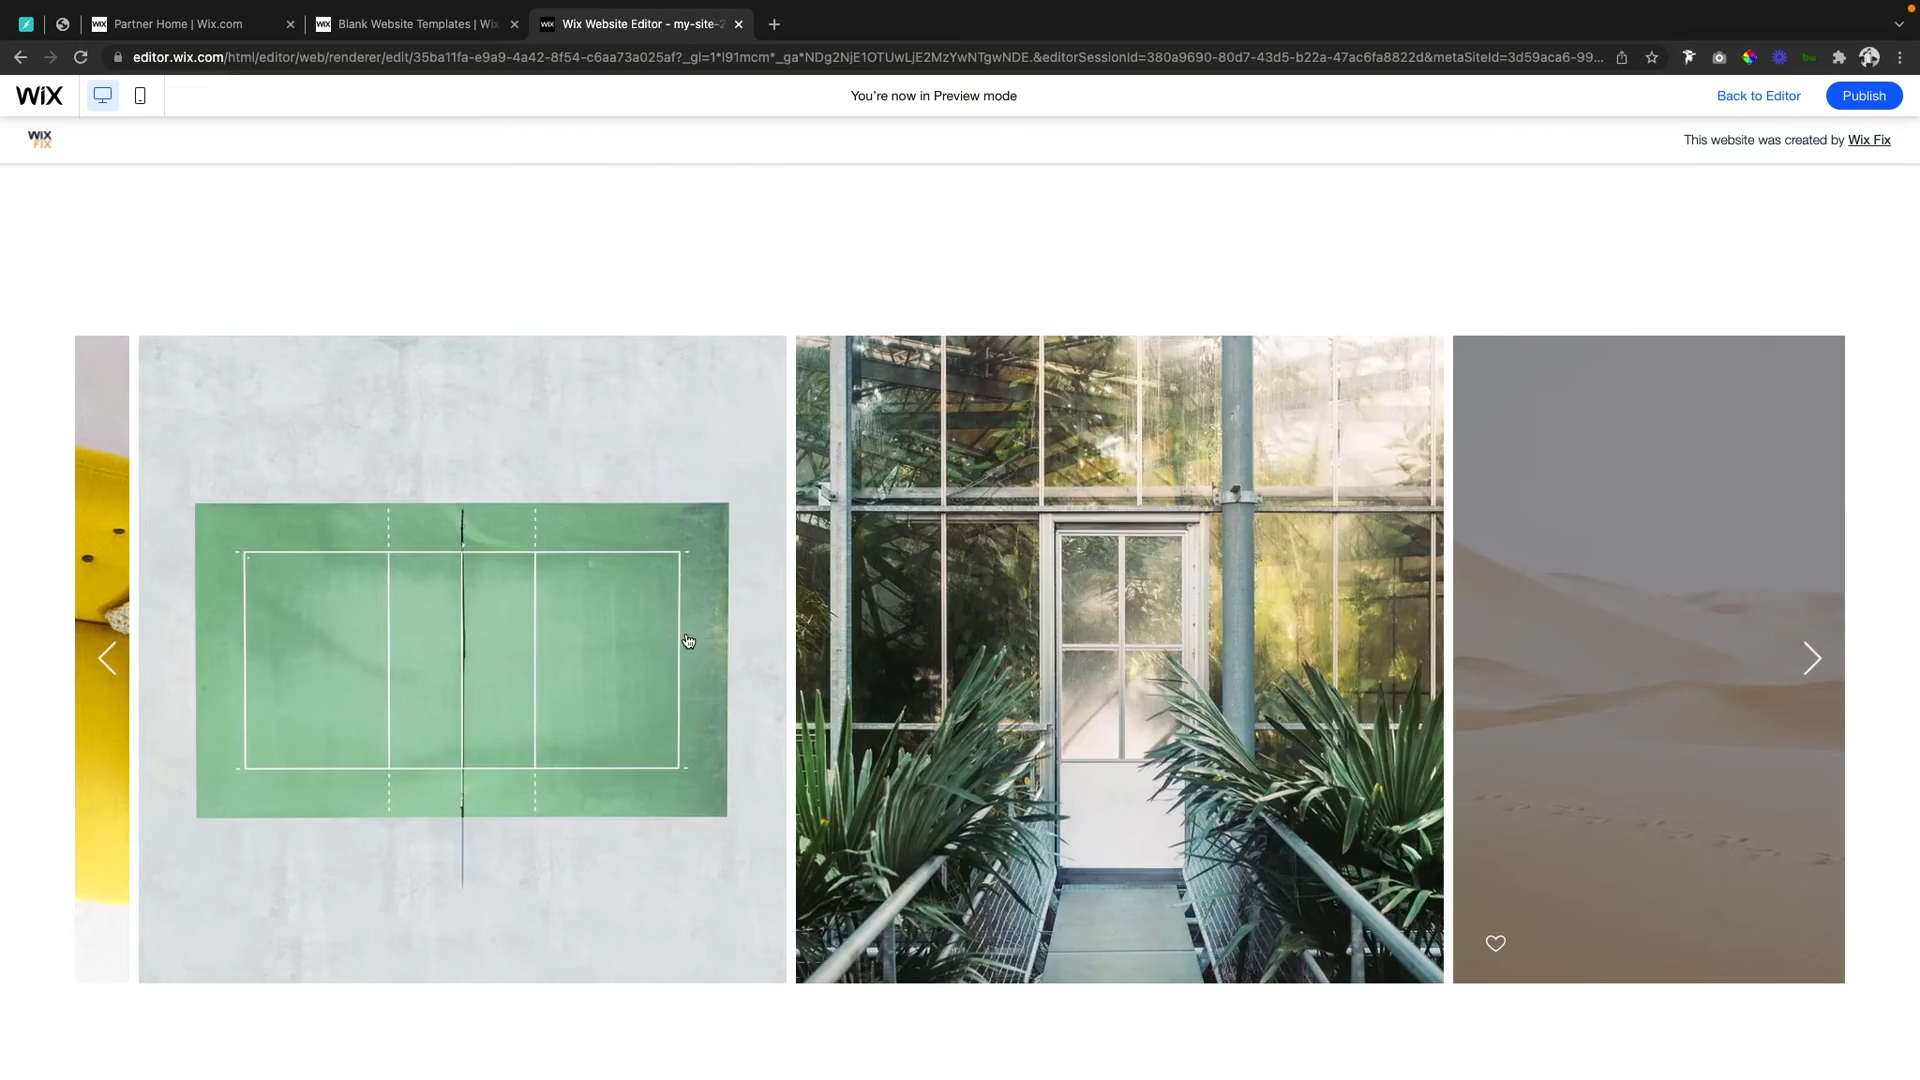 Partner Home | Wix.com
Blank Website Templates | Wix
Wix Website Editor - my-site-2
editor.wix.com/html/editor/web/renderer/edit/35ba11fa-e9a9-4a42-8f54-c6aa73a025af?_gl=1*l91mcm*_ga*NDg2NjE1OTUwLjE2MzYwNTgwNDE.&editorSessionId=380a9690-80d7-43d5-b22a-47ac6fa8822d&metaSiteId=3d59aca6-99...
WiX
You're now in Preview mode
Back to Editor
Publish
WIX
FIX
This website was created by Wix Fix